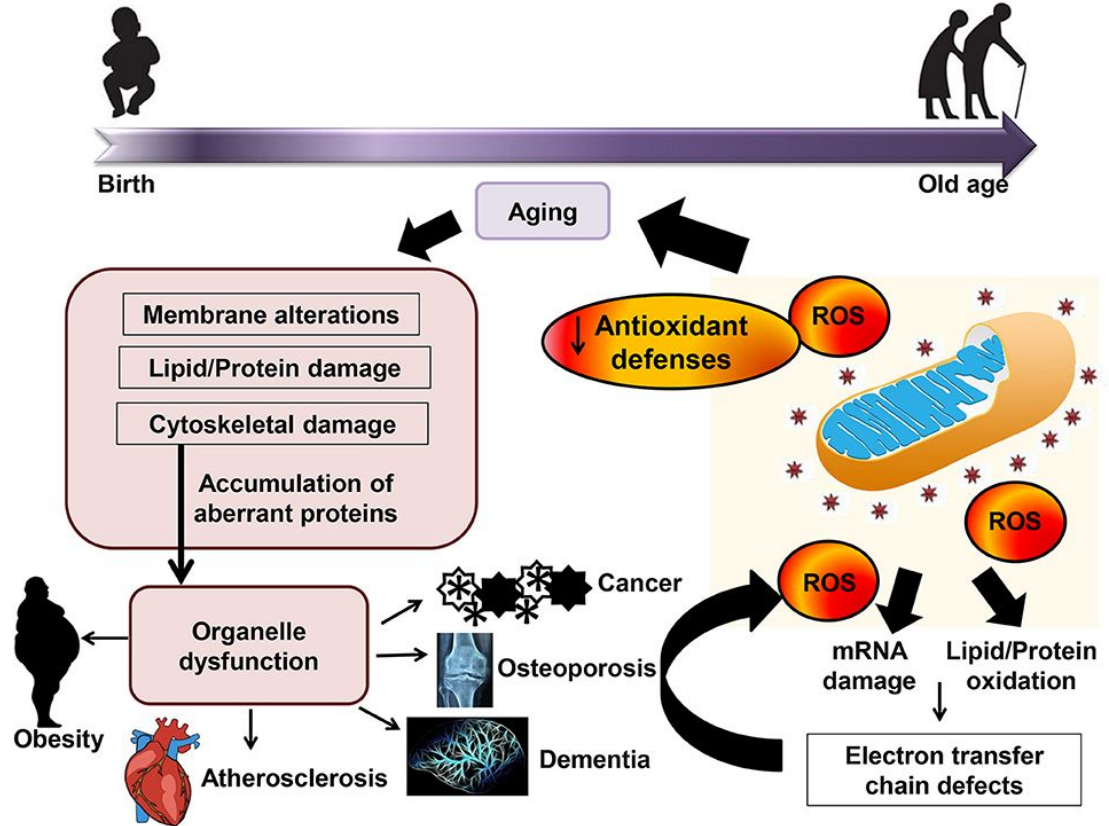 Birth
Old age
Aging
Membrane alterations
Lipid/Protein damage
Cytoskeletal damage
Accumulation of
aberrant proteins
↓ Antioxidant
defenses
ROS
ROS
ROS
mRNA
damage
Lipid/Protein
oxidation
Electron transfer
chain defects
Organelle
dysfunction
Cancer
Osteoporosis
Dementia
Atherosclerosis
Obesity